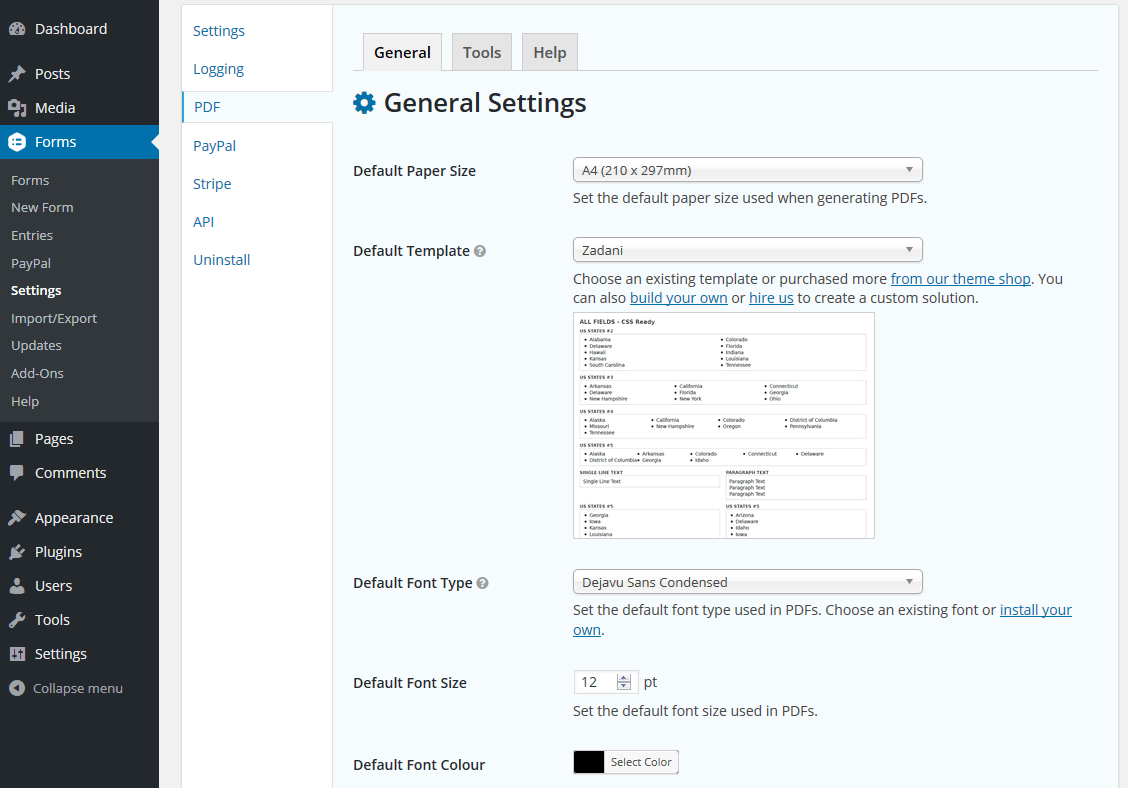 Dashboard
Posts
Media
Forms
Forms
New Form
Entries
PayPal
Settings
Import/Export
Updates
Add-Ons
Help
Pages
Comments
Appearance
Plugins
Users
Tools
Settings
Collapse menu
Settings
Logging
PDF
PayPal
Stripe
API
Uninstall
General Tools Help
General Settings
Default Paper Size
A4 (210 x 297mm)
Set the default paper size used when generating PDFs.
Default Template ?
Zadani
Choose an existing template or purchased more from our theme shop. You
can also build your own or hire us to create a custom solution.
ALL FIELDS - CSS Ready
US STATES #2
• Alabama • Colorado
• Delaware • Florida
• Hawaii • Indiana
• Kansas • Louisiana
• South Carolina • Tennessee
US STATES #3
• Arkansas • California • Connecticut
• Delaware • Florida • Georgia
• New Hampshire • New York • Ohio
US STATES #4
• Alaska • California • Colorado • District of Columbia
• Missouri • New Hampshire • Oregon • Pennsylvania
• Tennessee
US STATES #5
• Alaska • Arkansas • Colorado • Connecticut • Delaware
• District of Columbia • Georgia • Idaho
SINGLE LINE TEXT PARAGRAPH TEXT
Single Line Text Paragraph Text
Paragraph Text
Paragraph Text
US STATES #5 US STATES #5
• Georgia • Arizona
• Iowa • Delaware
• Kansas • Idaho
• Louisiana • Iowa
Default Font Type ?
Dejavu Sans Condensed
Set the default font type used in PDFs. Choose an existing font or install your
own.
Default Font Size
12 pt
Set the default font size used in PDFs.
Default Font Colour
Select Color